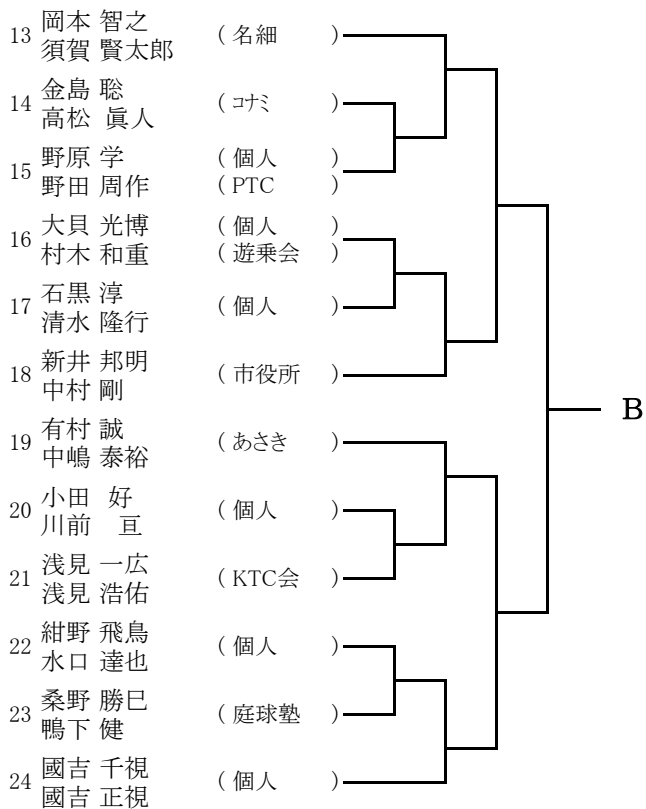 13 岡本 智之 ( 名細 )
須賀 賢太郎
14 金島 聡 ( コナミ )
高松 眞人
15 野原 学 ( 個人 )
野田 周作 ( PTC )
16 大貝 光博 ( 個人 )
村木 和重 ( 遊乗会 )
17 石黒 淳 ( 個人 )
清水 隆行
18 新井 邦明 ( 市役所 )
中村 剛
19 有村 誠 ( あさき )
中嶋 泰裕
20 小田 好 ( 個人 )
川前 亘
21 浅見 一広 ( KTC会 )
浅見 浩佑
22 紺野 飛鳥 ( 個人 )
水口 達也
23 桑野 勝巳 ( 庭球塾 )
鴨下 健
24 國吉 千視 ( 個人 )
國吉 正視
B